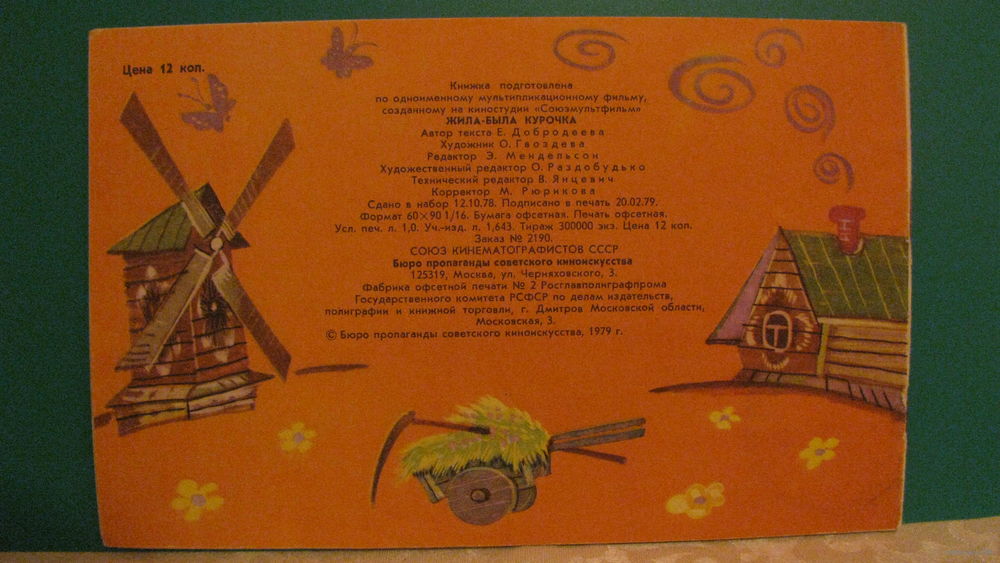 Цена 12 коп.
Книжка подготовлена
по одноименному мультипликационному фильму,
созданному на киностудии «Союзмультфильм»
ЖИЛА-БЫЛА КУРОЧКА
Автор текста Е. Добродеева
Художник О. Гвоздева
Редактор Э. Мендельсон
Художественный редактор О. Раздобудько
Технический редактор В. Янцевич
Корректор М. Рюрикова
Сдано в набор 12.10.78. Подписано в печать 20.02.79.
Формат 60×90 1/16. Бумага офсетная. Печать офсетная.
Усл. печ. л. 1,0. Уч.-изд. л. 1,643. Тираж 300000 экз. Цена 12 коп.
Заказ № 2190.
СОЮЗ КИНЕМАТОГРАФИСТОВ СССР
Бюро пропаганды советского киноискусства
125319, Москва, ул. Черняховского, 3.
Фабрика офсетной печати № 2 Росглавполиграфпрома
Государственного комитета РСФСР по делам издательств,
полиграфии и книжной торговли, г. Дмитров Московской области,
Московская, 3.
© Бюро пропаганды советского киноискусства, 1979 г.